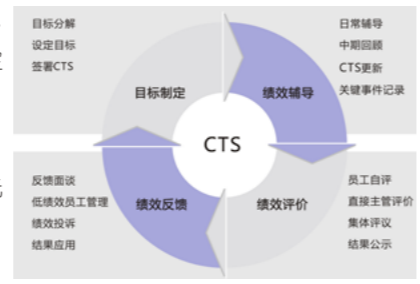 目标分解
设定目标
签署CTS
日常辅导
中期回顾
CTS更新
关键事件记录
目标制定
绩效辅导
CTS
绩效反馈
绩效评价
反馈面谈
低绩效员工管理
绩效投诉
结果应用
员工自评
直接主管评价
集体评议
结果公示